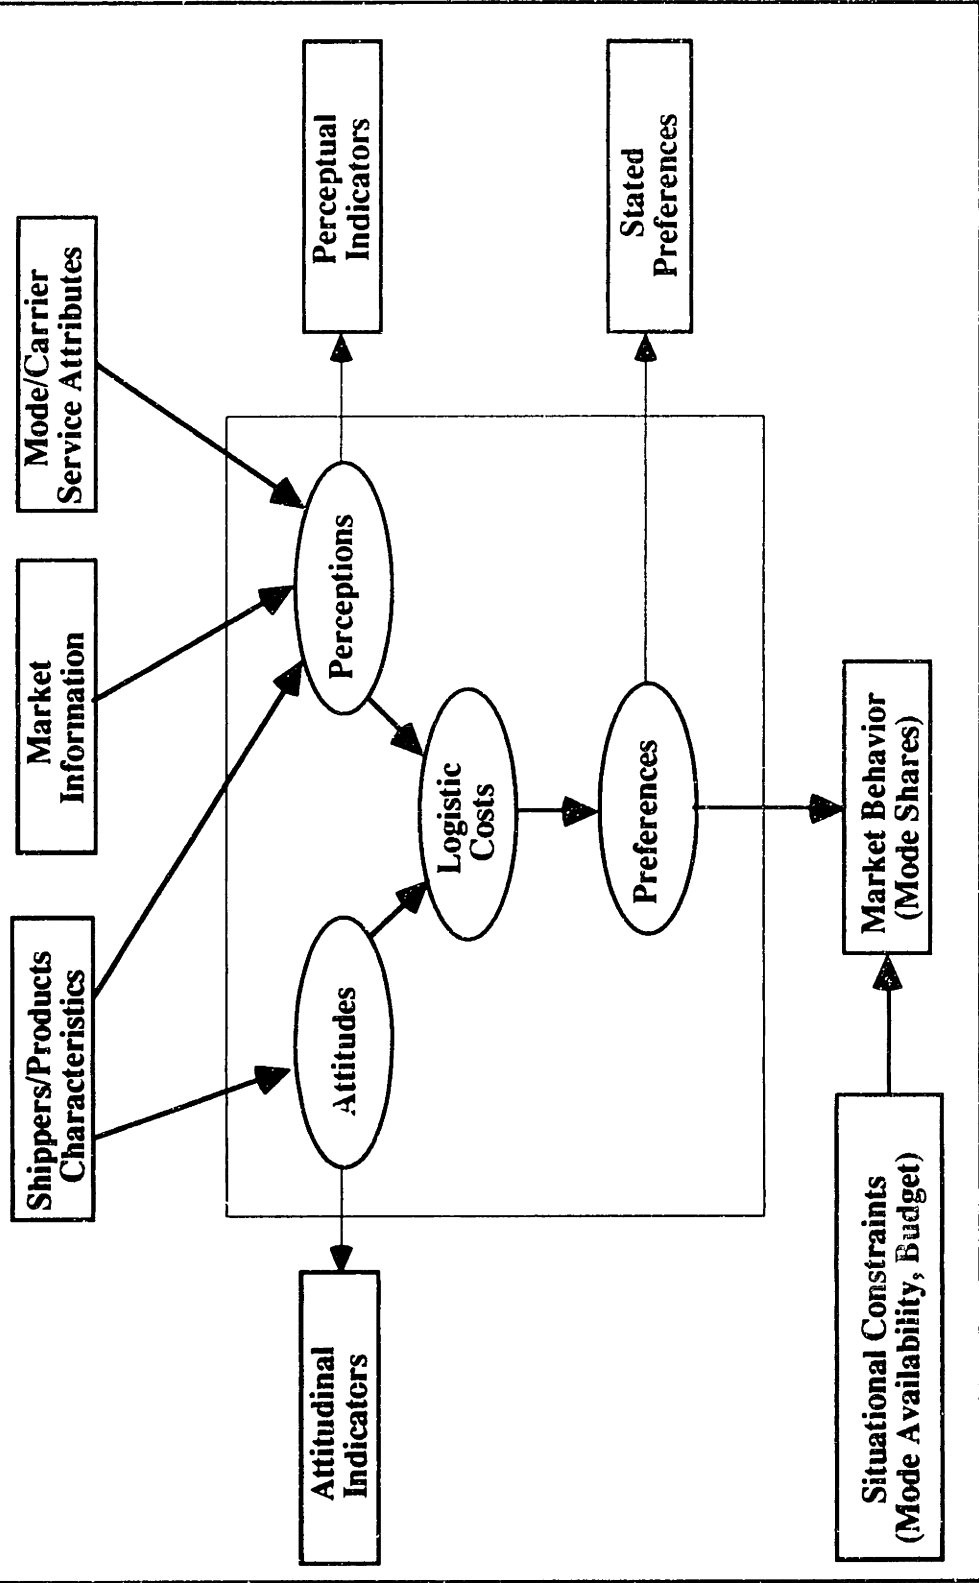 Shippers/Products
Characteristics
Market
Information
Mode/Carrier
Service Attributes
Attitudinal
Indicators
Attitudes
Perceptions
Perceptual
Indicators
Logistic
Costs
Preferences
Stated
Preferences
Situational Constraints
(Mode Availability, Budget)
Market Behavior
(Mode Shares)